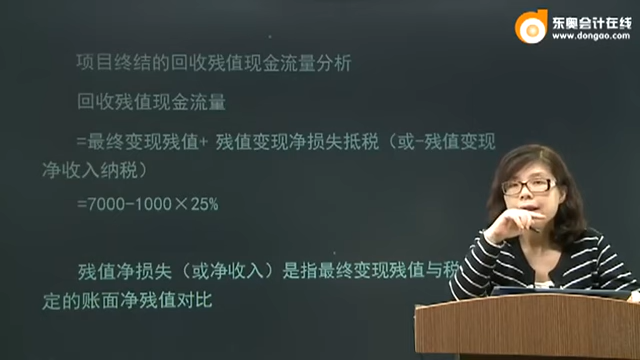 东奥会计在线
www.dongao.com
项目终结的回收残值现金流量分析
回收残值现金流量
=最终变现残值+ 残值变现净损失抵税（或-残值变现
净收入纳税）
=7000-1000×25%
残值净损失（或净收入）是指最终变现残值与税
定的账面净残值对比